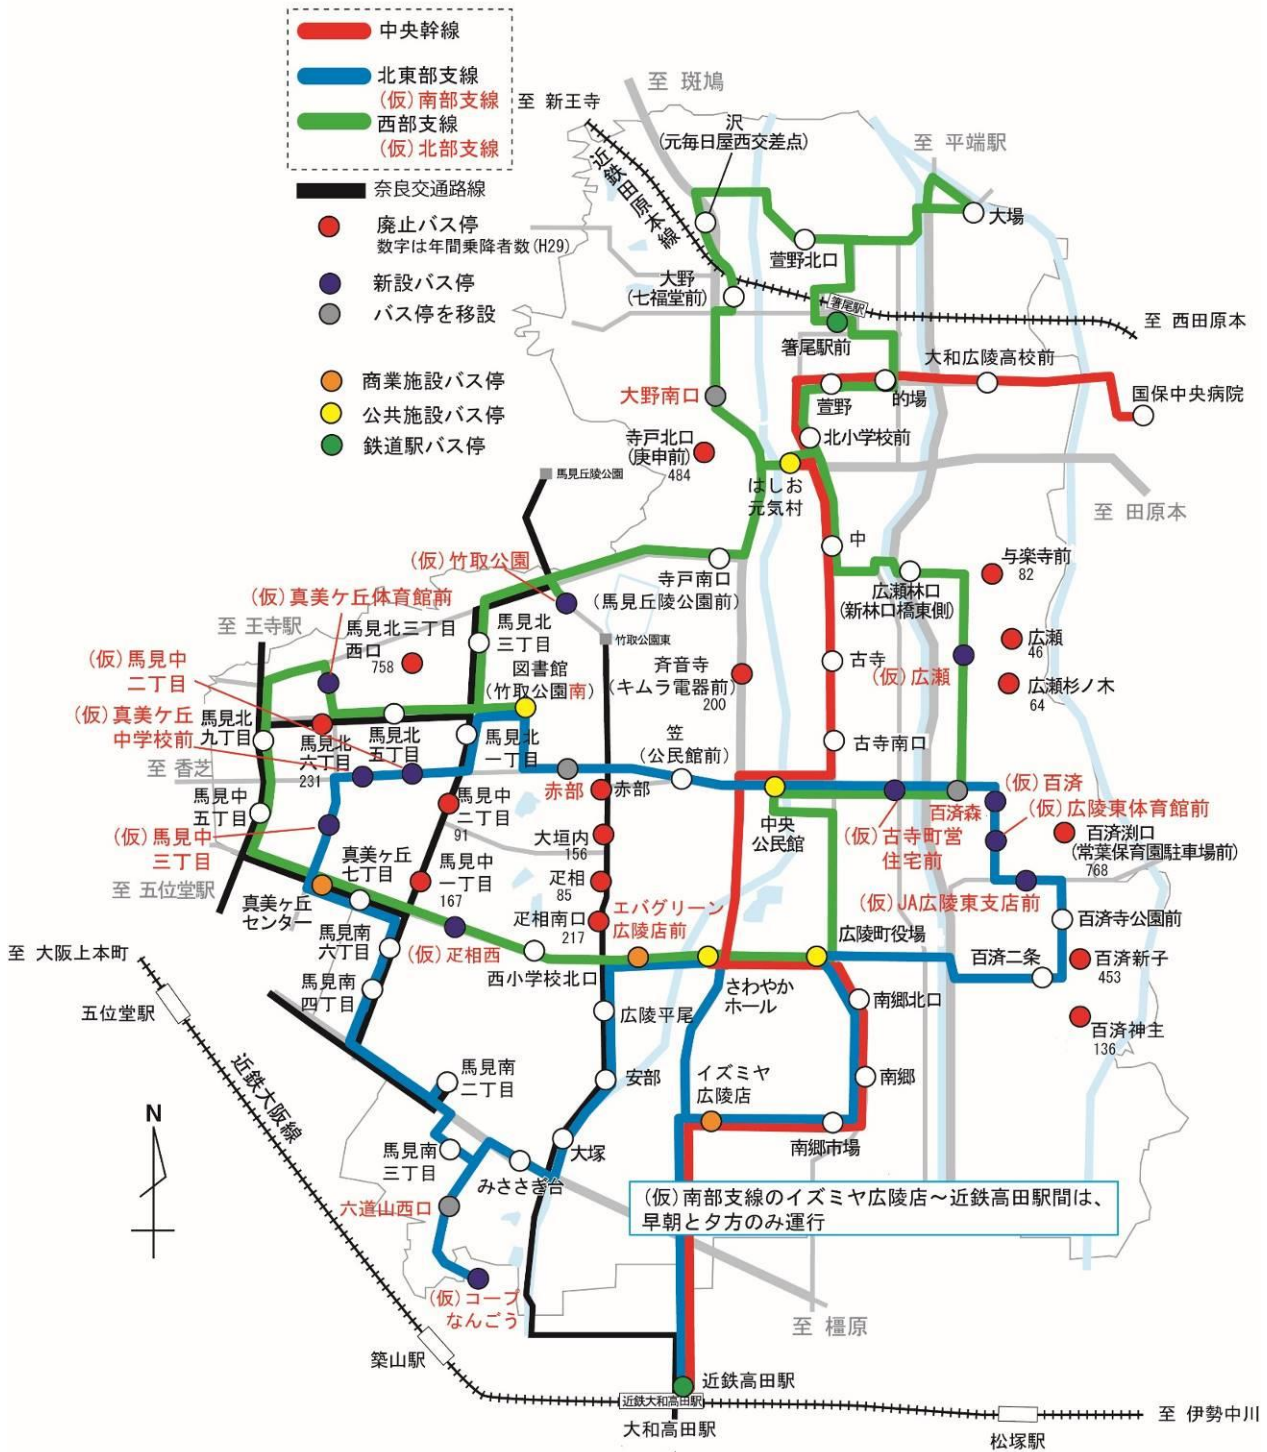 中央幹線
北東部支線
(仮)南部支線
西部支線
(仮)北部支線
奈良交通路線
廃止バス停
数字は年間乗降者数(H29)
新設バス停
バス停を移設
商業施設バス停
公共施設バス停
鉄道駅バス停
至 斑鳩
至 新王寺
近鉄田原本線
沢
(元毎日屋西交差点)
至 平端駅
大場
萱野北口
大野
(七福堂前)
箸尾駅
箸尾駅前
至 西田原本
大和広陵高校前
国保中央病院
大野南口
萱野
的場
北小学校前
寺戸北口
(庚申前)
484
はしお
元気村
至 田原本
馬見丘陵公園
中
与楽寺前
82
(仮)竹取公園
寺戸南口
(馬見丘陵公園前)
広瀬林口
(新林口橋東側)
(仮)真美ケ丘体育館前
至 王寺駅
馬見北三丁目
西口
758
馬見北
三丁目
竹取公園東
広瀬
46
(仮)馬見中
二丁目
図書館
(竹取公園南)
斉音寺
(キムラ電器前)
200
古寺
(仮)広瀬
広瀬杉ノ木
64
(仮)真美ケ丘
中学校前
馬見北
九丁目
馬見北
六丁目
231
馬見北
五丁目
馬見北
一丁目
笠
(公民館前)
古寺南口
至 香芝
赤部
赤部
馬見中
五丁目
馬見中
二丁目
91
中央
公民館
(仮)古寺町営
住宅前
百済森
(仮)百済
(仮)広陵東体育館前
百済渕口
(常葉保育園駐車場前)
768
(仮)馬見中
三丁目
大垣内
156
真美ケ丘
七丁目
馬見中
一丁目
167
疋相
85
至 五位堂駅
真美ケ丘
センター
疋相南口
217
エバグリーン
広陵店前
(仮)JA広陵東支店前
百済寺公園前
馬見南
六丁目
(仮)疋相西
西小学校北口
広陵町役場
百済二条
百済新子
453
至 大阪上本町
五位堂駅
馬見南
四丁目
さわやか
ホール
南郷北口
広陵平尾
百済神主
136
近鉄大阪線
馬見南
二丁目
安部
イズミヤ
広陵店
南郷
N
馬見南
三丁目
大塚
南郷市場
みささぎ台
六道山西口
(仮)南部支線のイズミヤ広陵店～近鉄高田駅間は、
早朝と夕方のみ運行
(仮)コープ
なんごう
至 橿原
築山駅
近鉄高田駅
近鉄大和高田駅
大和高田駅
至 伊勢中川
松塚駅